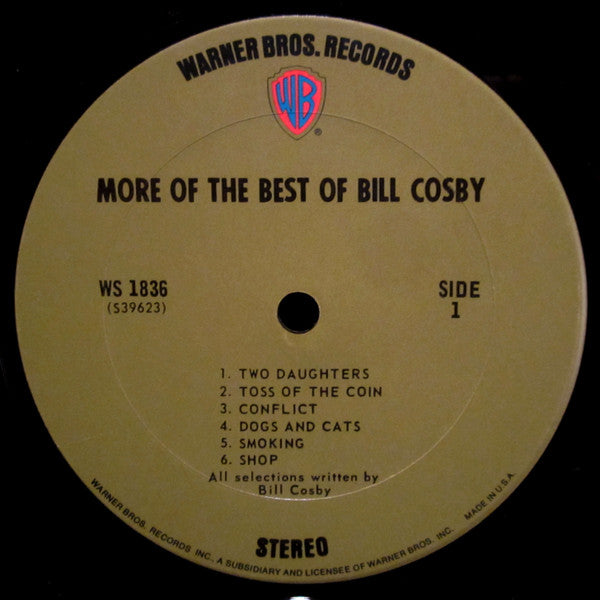 WARNER BROS. RECORDS
WB
®
MORE OF THE BEST OF BILL COSBY
WS 1836
(S39623)
SIDE
1
1. TWO DAUGHTERS
2. TOSS OF THE COIN
3. CONFLICT
4. DOGS AND CATS
5. SMOKING
6. SHOP
All selections written by
Bill Cosby
STEREO
WARNER BROS. RECORDS INC., A SUBSIDIARY AND LICENSEE OF WARNER BROS. INC. MADE IN U.S.A.